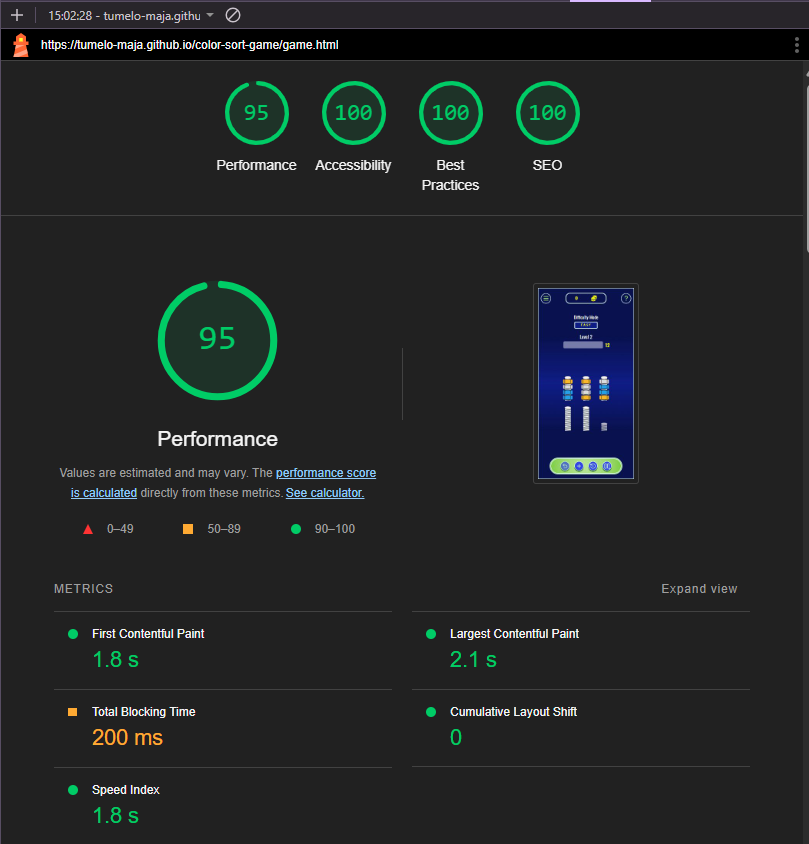 15:02:28 - tumelo-maja.githu
https://tumelo-maja.github.io/color-sort-game/game.html
95 100 100 100
Performance Accessibility Best Practices SEO
95
Performance
Values are estimated and may vary. The performance score
is calculated directly from these metrics. See calculator.
0–49 50–89 90–100
?
Difficulty Mode
EASY
Level 2
METRICS Expand view
First Contentful Paint
1.8 s
Largest Contentful Paint
2.1 s
Total Blocking Time
200 ms
Cumulative Layout Shift
0
Speed Index
1.8 s